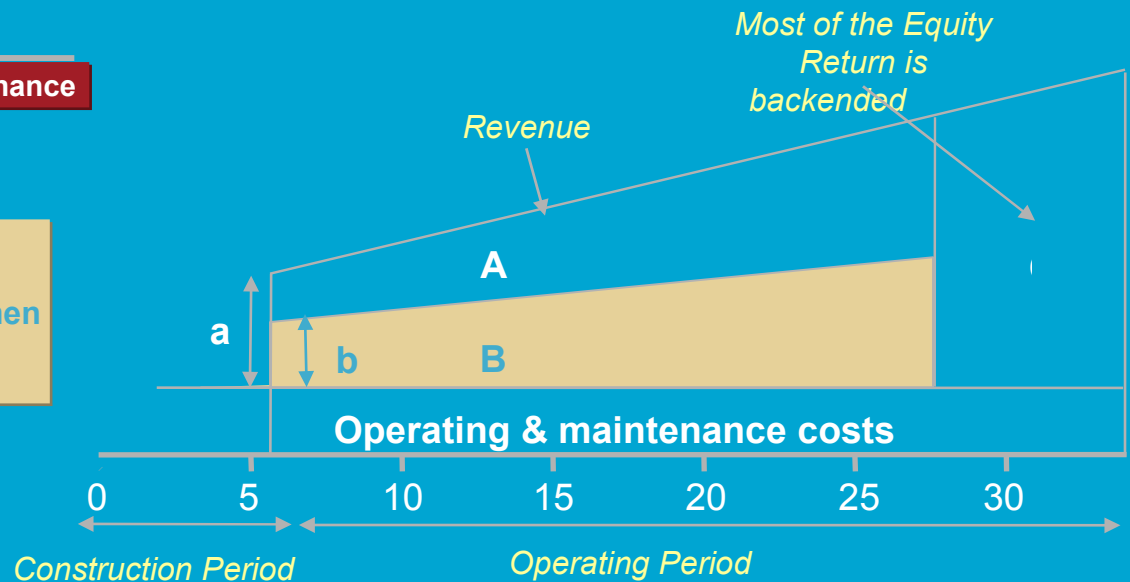 Most of the Equity
Return is
backended
nance
Revenue
A
nen
a
b
B
Operating & maintenance costs
0 5 10 15 20 25 30
Construction Period
Operating Period